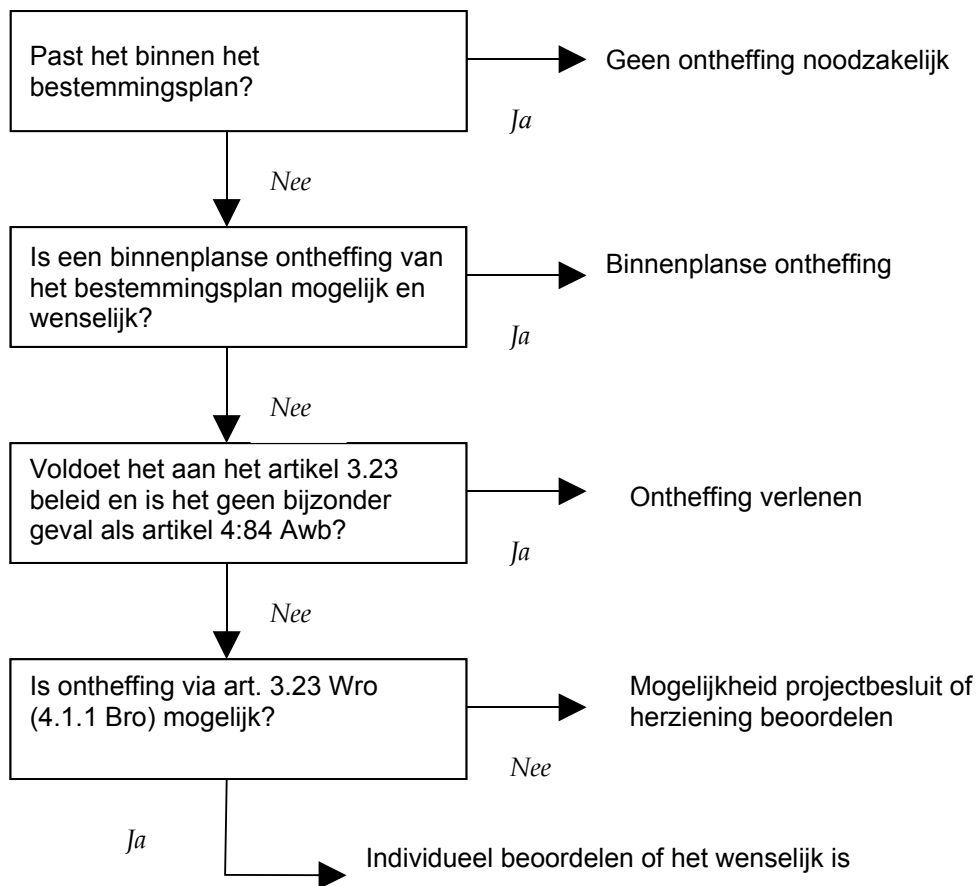 Past het binnen het
bestemmingsplan?
Geen ontheffing noodzakelijk
Ja
Nee
Is een binnenplanse ontheffing van
het bestemmingsplan mogelijk en
wenselijk?
Binnenplanse ontheffing
Ja
Nee
Voldoet het aan het artikel 3.23
beleid en is het geen bijzonder
geval als artikel 4:84 Awb?
Ontheffing verlenen
Ja
Nee
Is ontheffing via art. 3.23 Wro
(4.1.1 Bro) mogelijk?
Mogelijkheid projectbesluit of
herziening beoordelen
Nee
Ja
Individueel beoordelen of het wenselijk is